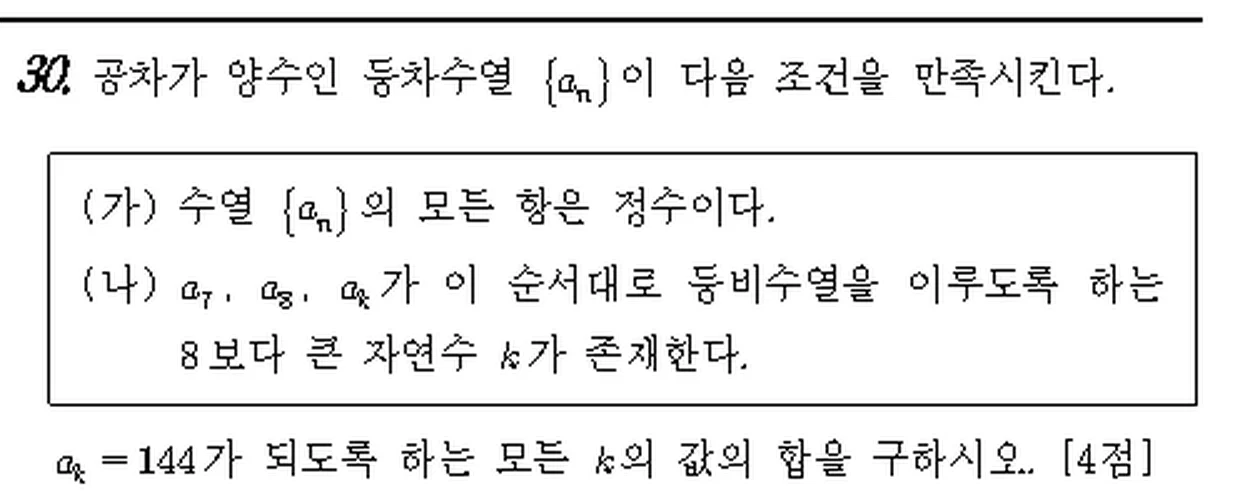 30. 공차가 양수인 등차수열 {aₙ}이 다음 조건을 만족시킨다.
(가) 수열 {aₙ}의 모든 항은 정수이다.
(나) a₇, a₈, aₖ가 이 순서대로 등비수열을 이루도록 하는
8보다 큰 자연수 k가 존재한다.
aₖ = 144가 되도록 하는 모든 k의 값의 합을 구하시오.. [4점]